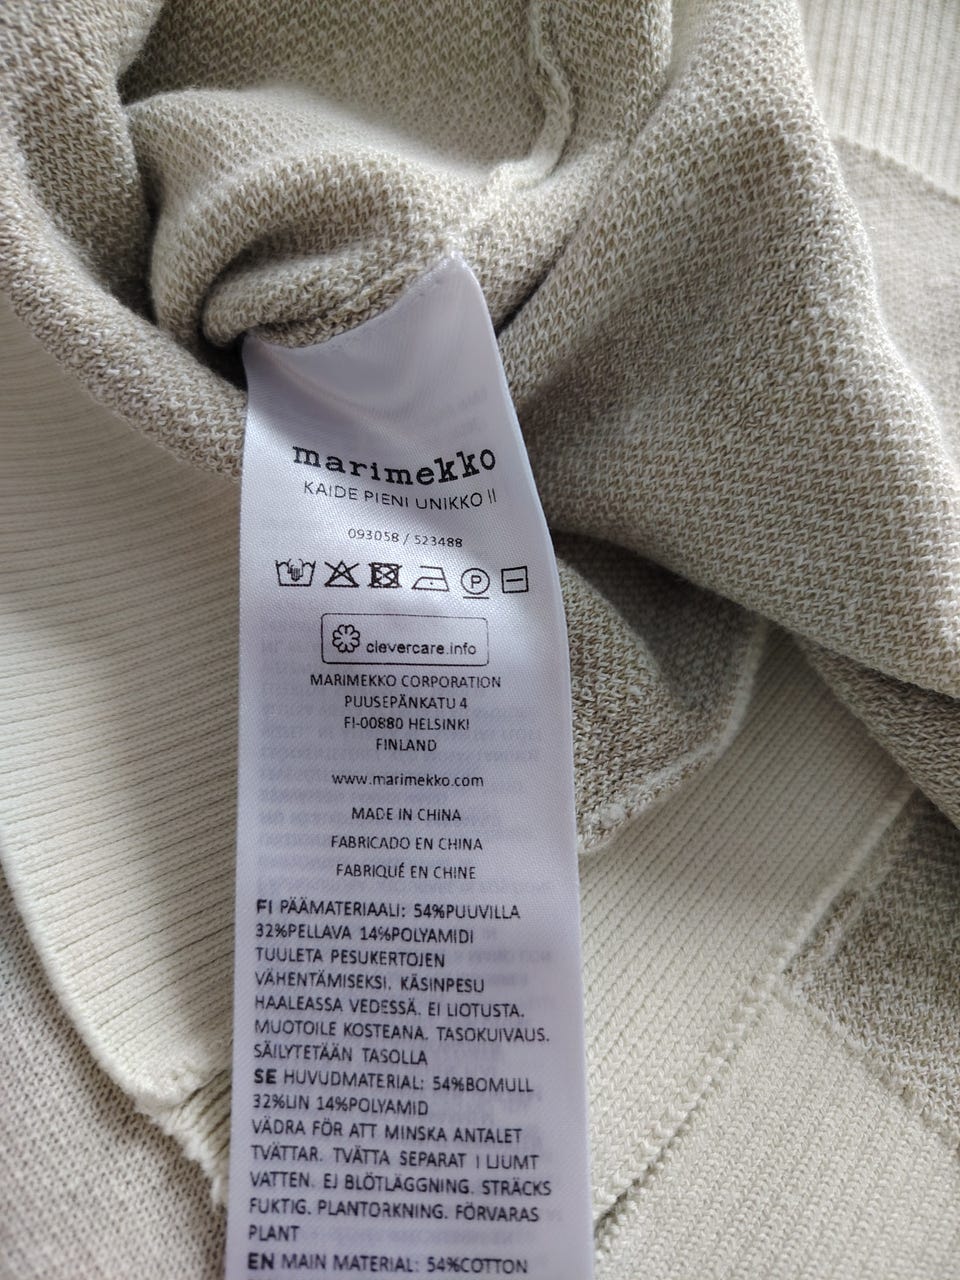 marimekko
KAIDE PIENI UNIKKO II
093058 / 523488
P
clevercare.info
MARIMEKKO CORPORATION
PUUSEPÄNKATU 4
FI-00880 HELSINKI
FINLAND
www.marimekko.com
MADE IN CHINA
FABRICADO EN CHINA
FABRIQUÉ EN CHINE
FI PÄÄMATERIAALI: 54%PUUVILLA
32%PELLAVA 14%POLYAMIDI
TUULETA PESUKERTOJEN
VÄHENTÄMISEKSI. KÄSINPESU
HAALEASSA VEDESSÄ. EI LIOTUSTA.
MUOTOILE KOSTEANA. TASOKUIVAUS.
SÄILYTETÄÄN TASOLLA
SE HUVUDMATERIAL: 54%BOMULL
32%LIN 14%POLYAMID
VÄDRA FÖR ATT MINSKA ANTALET
TVÄTTAR. TVÄTTA SEPARAT I LJUMT
VATTEN. EJ BLÖTLÄGGNING. STRÄCKS
FUKTIG. PLANTORKNING. FÖRVARAS
PLANT
EN MAIN MATERIAL: 54%COTTON